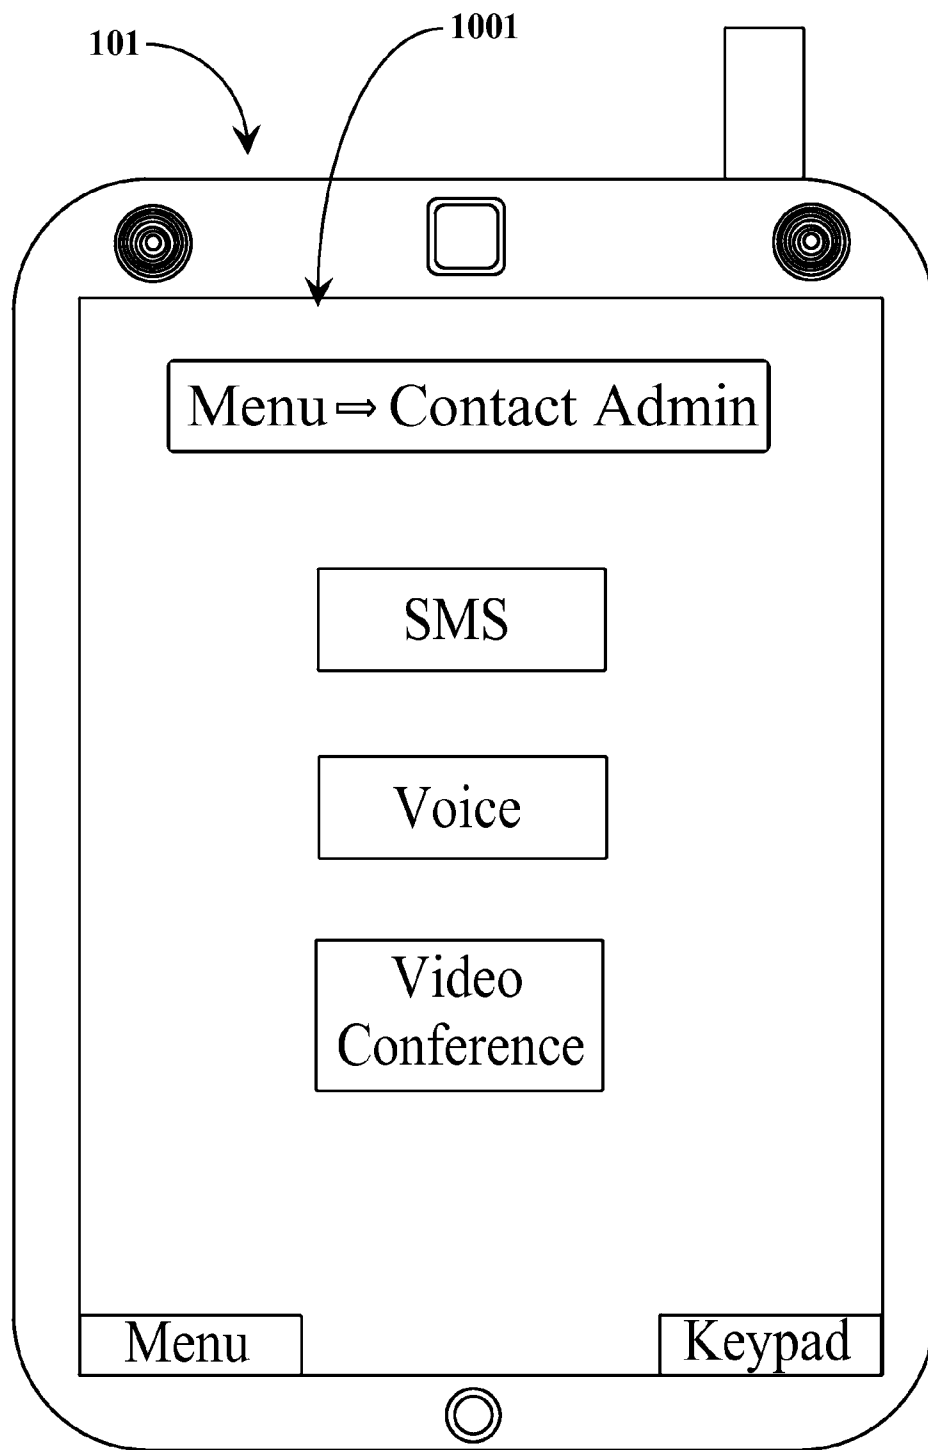 101
1001
Menu ⇒ Contact Admin
SMS
Voice
Video
Conference
Menu
Keypad